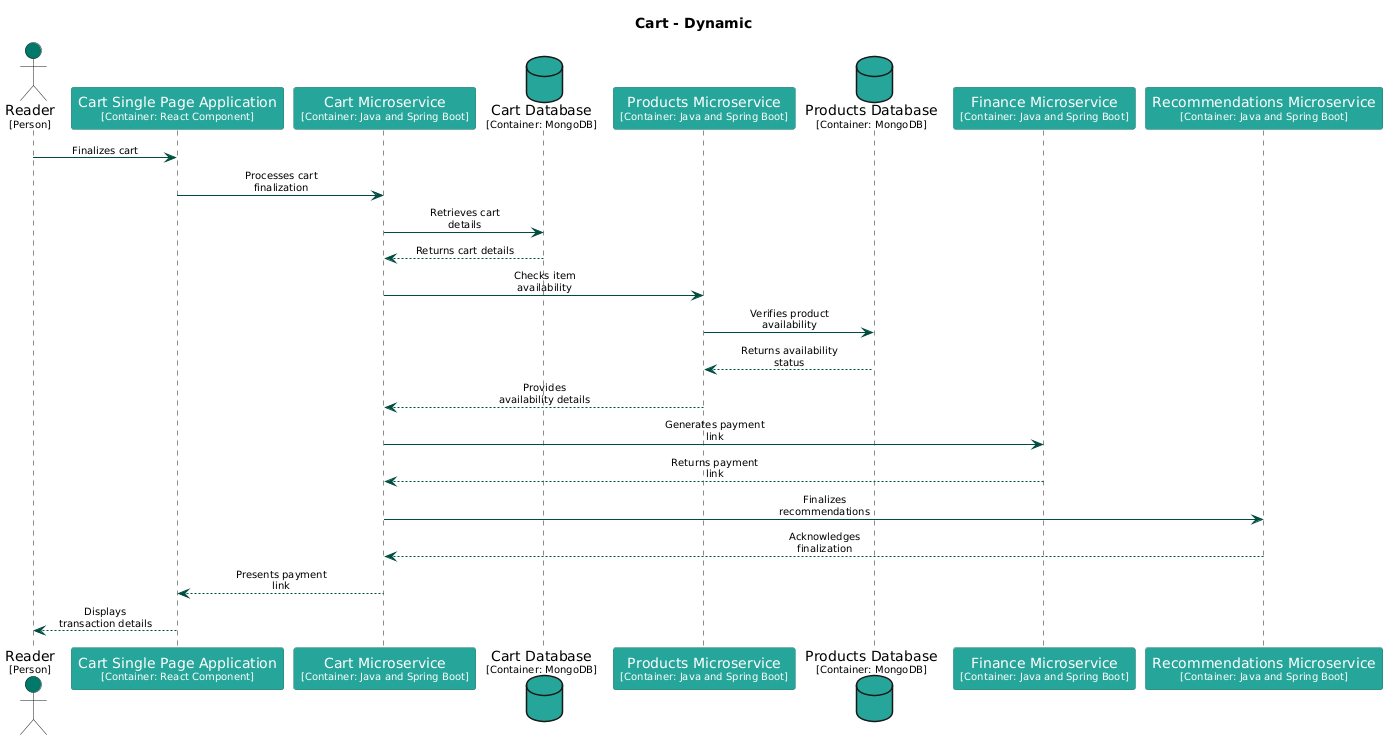 Cart - Dynamic
Reader
[Person]
Cart Single Page Application
[Container: React Component]
Cart Microservice
[Container: Java and Spring Boot]
Cart Database
[Container: MongoDB]
Products Microservice
[Container: Java and Spring Boot]
Products Database
[Container: MongoDB]
Finance Microservice
[Container: Java and Spring Boot]
Recommendations Microservice
[Container: Java and Spring Boot]
Finalizes cart
Processes cart
finalization
Retrieves cart
details
Returns cart details
Checks item
availability
Verifies product
availability
Returns availability
status
Provides
availability details
Generates payment
link
Returns payment
link
Finalizes
recommendations
Acknowledges
finalization
Presents payment
link
Displays
transaction details
Reader
[Person]
Cart Single Page Application
[Container: React Component]
Cart Microservice
[Container: Java and Spring Boot]
Cart Database
[Container: MongoDB]
Products Microservice
[Container: Java and Spring Boot]
Products Database
[Container: MongoDB]
Finance Microservice
[Container: Java and Spring Boot]
Recommendations Microservice
[Container: Java and Spring Boot]